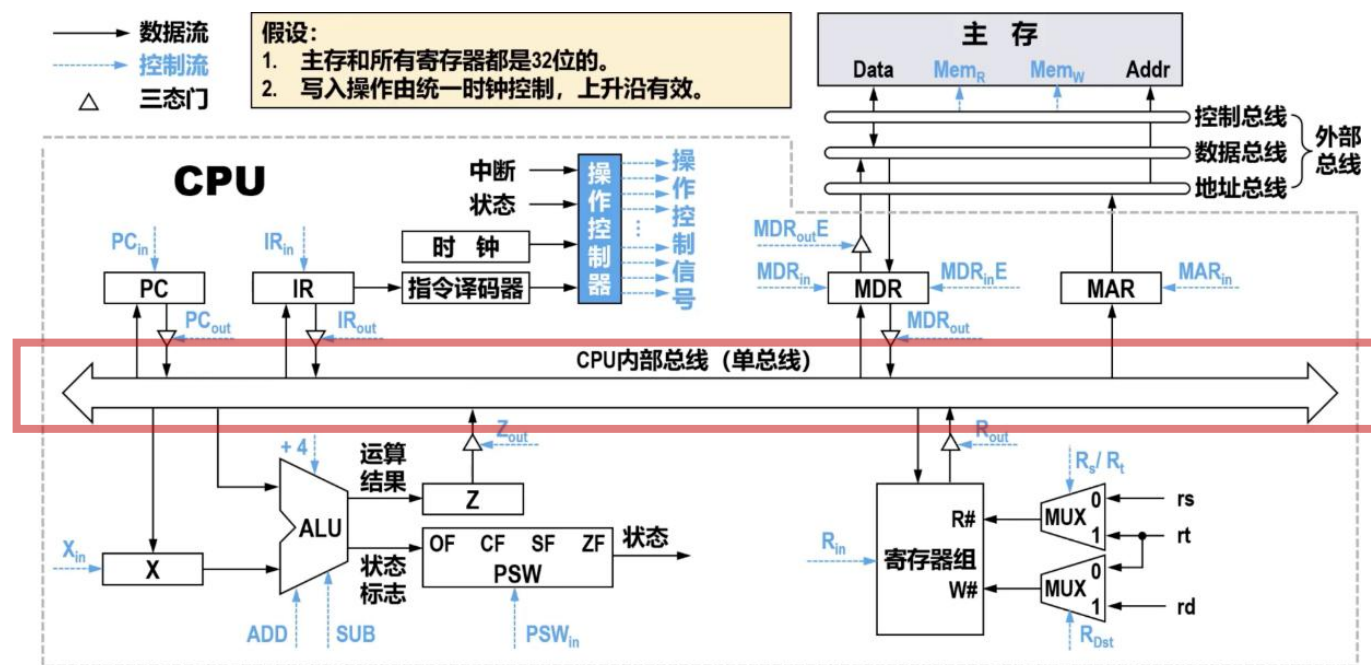 数据流
控制流
三态门
假设:
1. 主存和所有寄存器都是32位的。
2. 写入操作由统一时钟控制，上升沿有效。
主 存
Data MemR MemW Addr
控制总线
数据总线
地址总线
外部
总线
CPU
中断
状态
时 钟
指令译码器
操作控制器
操作控制信号
PCin
PC
PCout
IRin
IR
IRout
MDRoutE
MDRin
MDR
MDRinE
MDRout
MAR
MARin
CPU内部总线（单总线）
+ 4
ALU
运算
结果
Z
Zout
Xin
X
状态
标志
OF CF SF ZF
PSW
状态
ADD
SUB
PSWin
Rout
Rin
寄存器组
R#
W#
Rs/ Rt
MUX
0
1
rs
rt
MUX
0
1
rd
RDst